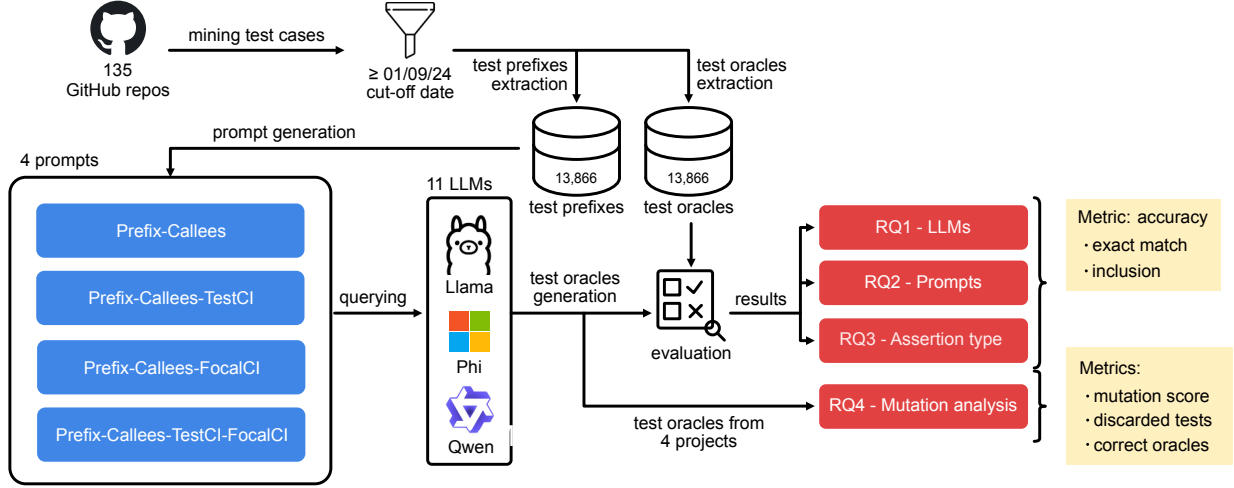 135
GitHub repos
mining test cases
≥ 01/09/24
cut-off date
test prefixes
extraction
test oracles
extraction
13,866
test prefixes
13,866
test oracles
prompt generation
4 prompts
Prefix-Callees
Prefix-Callees-TestCI
Prefix-Callees-FocalCI
Prefix-Callees-TestCI-FocalCI
querying
11 LLMs
Llama
Phi
Qwen
test oracles
generation
evaluation
results
test oracles from
4 projects
RQ1 - LLMs
RQ2 - Prompts
RQ3 - Assertion type
RQ4 - Mutation analysis
Metric: accuracy
· exact match
· inclusion
Metrics:
· mutation score
· discarded tests
· correct oracles